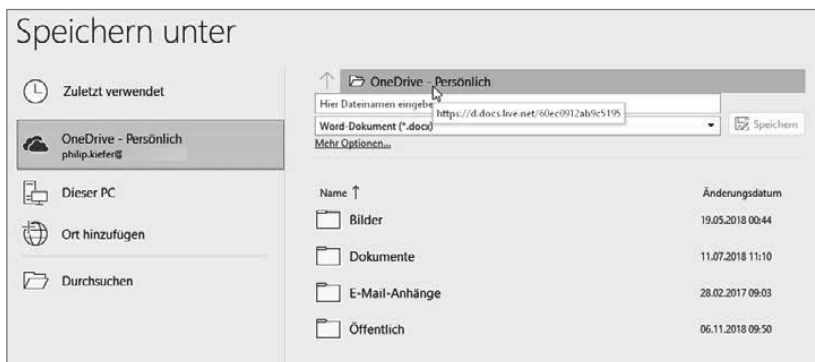 Speichern unter
Zuletzt verwendet
OneDrive - Persönlich
philip.kiefer@
Dieser PC
Ort hinzufügen
Durchsuchen
OneDrive - Persönlich
Hier Dateinamen eingebe
https://d.docs.live.net/60ec0912ab9c5195
Word-Dokument (*.docx)
Speichern
Mehr Optionen...
Name Änderungsdatum
Bilder 19.05.2018 00:44
Dokumente 11.07.2018 11:10
E-Mail-Anhänge 28.02.2017 09:03
Öffentlich 06.11.2018 09:50